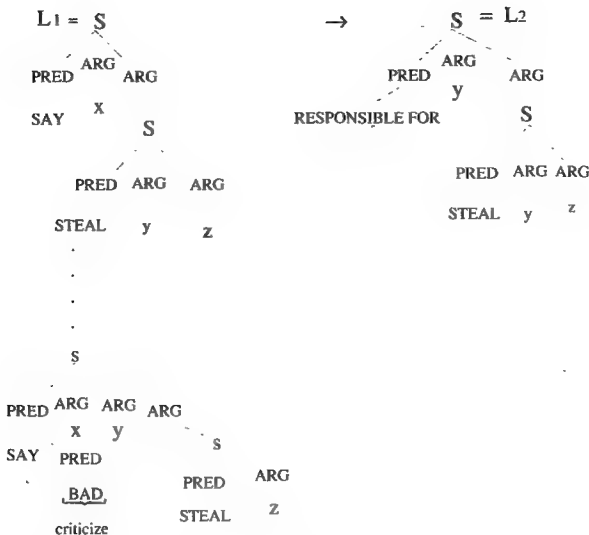 L1 = S → S = L2
PRED ARG ARG PRED ARG ARG
SAY x RESPONSIBLE FOR y S
S
PRED ARG ARG PRED ARG ARG
STEAL y z STEAL y z
s
PRED ARG ARG ARG
x y s
SAY PRED PRED ARG
BAD STEAL z
criticize